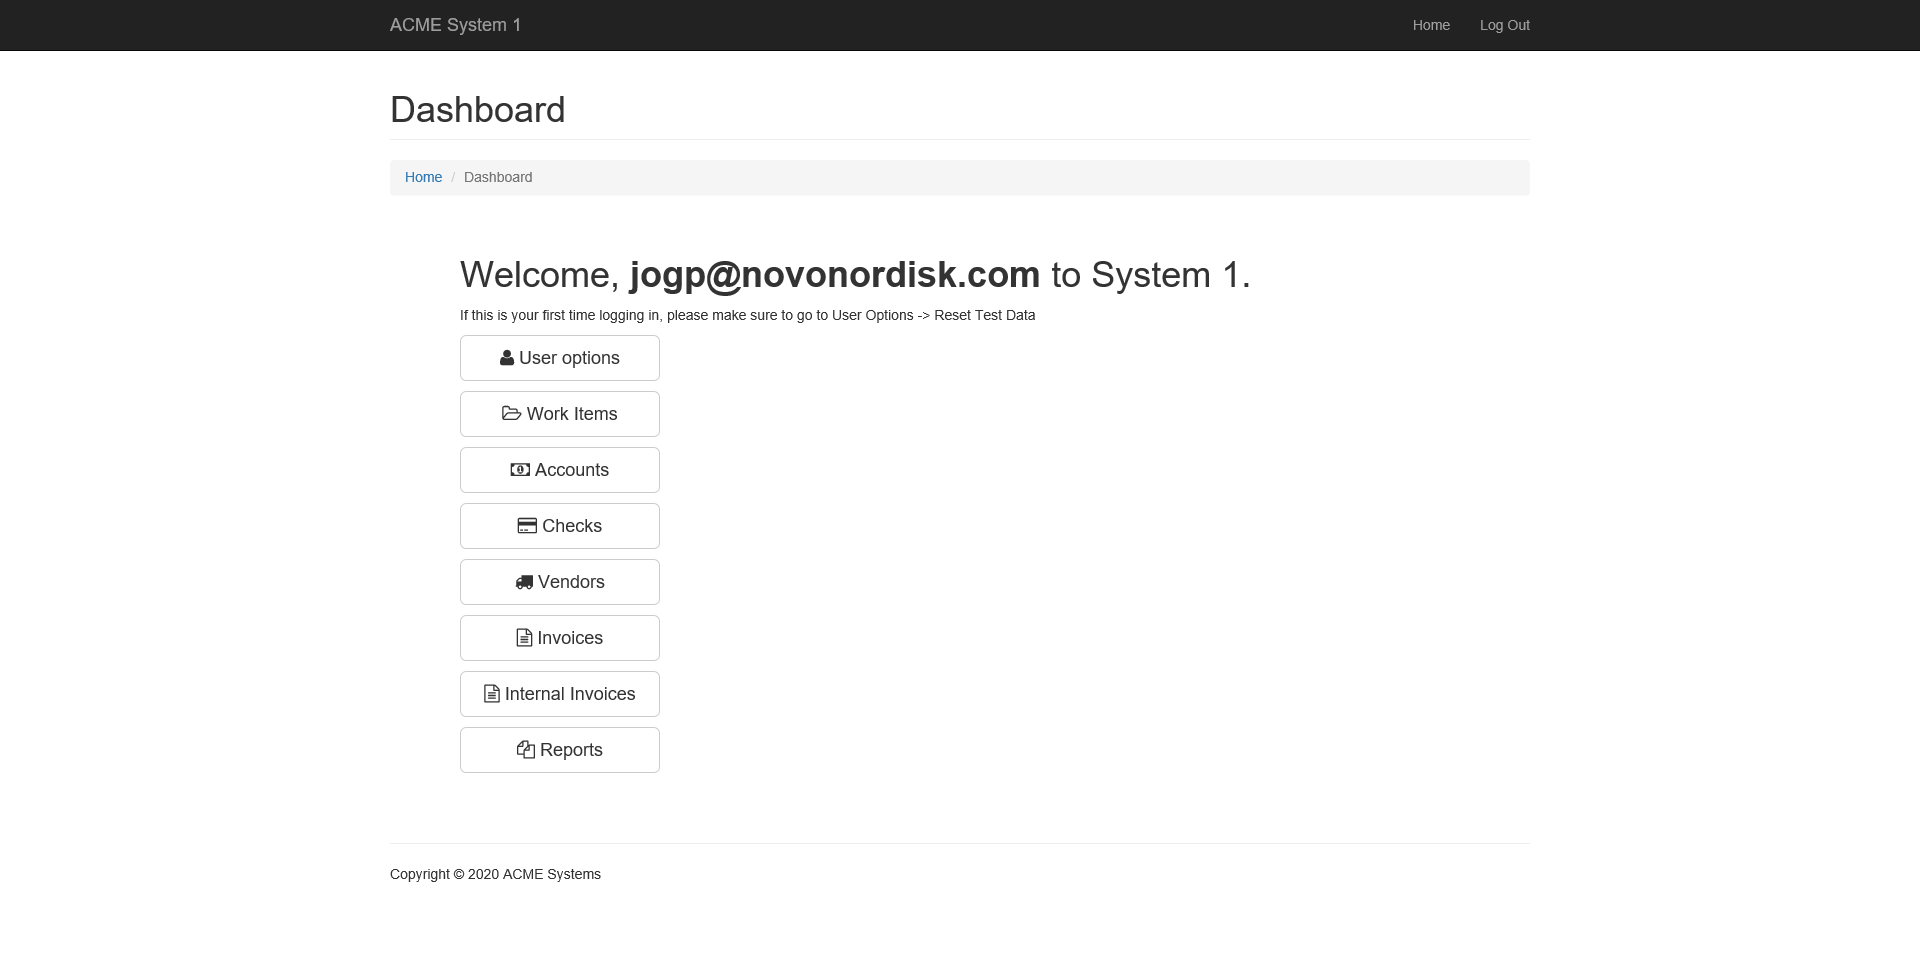 ACME System 1
Home
Log Out
Dashboard
Home / Dashboard
Welcome, jogp@novonordisk.com to System 1.
If this is your first time logging in, please make sure to go to User Options -> Reset Test Data
User options
Work Items
Accounts
Checks
Vendors
Invoices
Internal Invoices
Reports
Copyright © 2020 ACME Systems